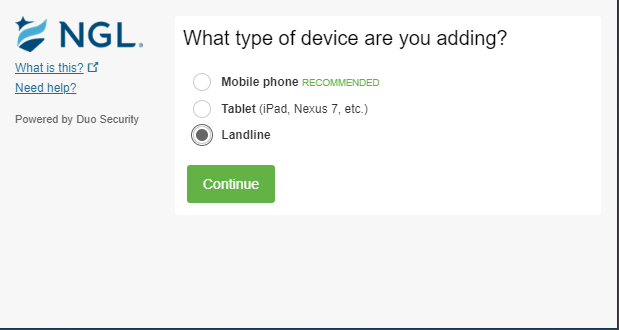 NGL.
What is this?
Need help?
Powered by Duo Security
What type of device are you adding?
Mobile phone RECOMMENDED
Tablet (iPad, Nexus 7, etc.)
Landline
Continue